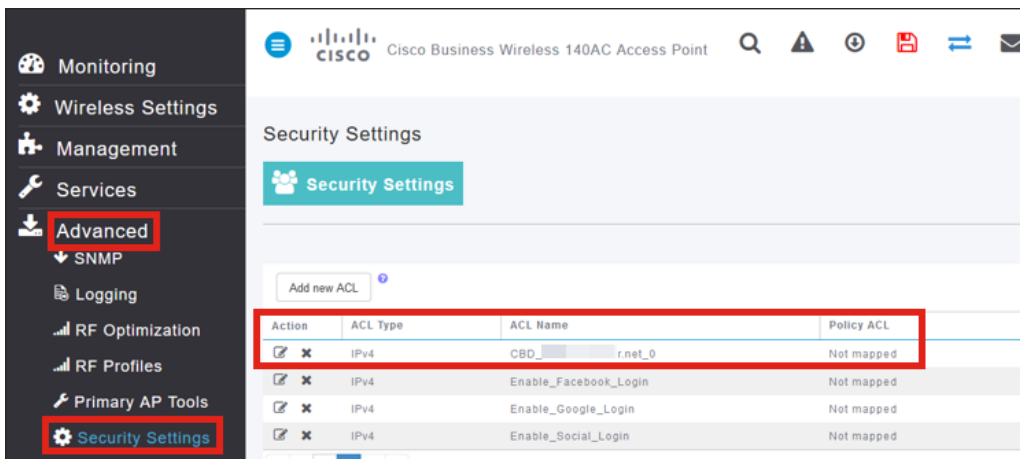 Monitoring
Wireless Settings
Management
Services
Advanced
SNMP
Logging
RF Optimization
RF Profiles
Primary AP Tools
Security Settings
CISCO Cisco Business Wireless 140AC Access Point
Security Settings
Security Settings
Add new ACL ?
Action ACL Type ACL Name Policy ACL
IPv4 CBD_ r.net_0 Not mapped
IPv4 Enable_Facebook_Login Not mapped
IPv4 Enable_Google_Login Not mapped
IPv4 Enable_Social_Login Not mapped